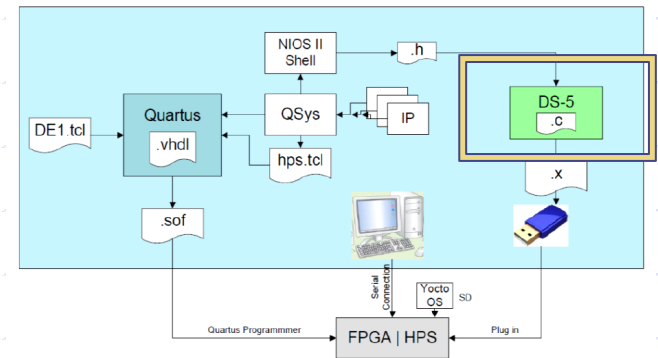 NIOS II
Shell
.h
DE1.tcl
Quartus
.vhdl
QSys
IP
DS-5
.c
hps.tcl
.x
.sof
Serial
Connection
Yocto
OS
SD
Quartus Programmmer
FPGA | HPS
Plug in